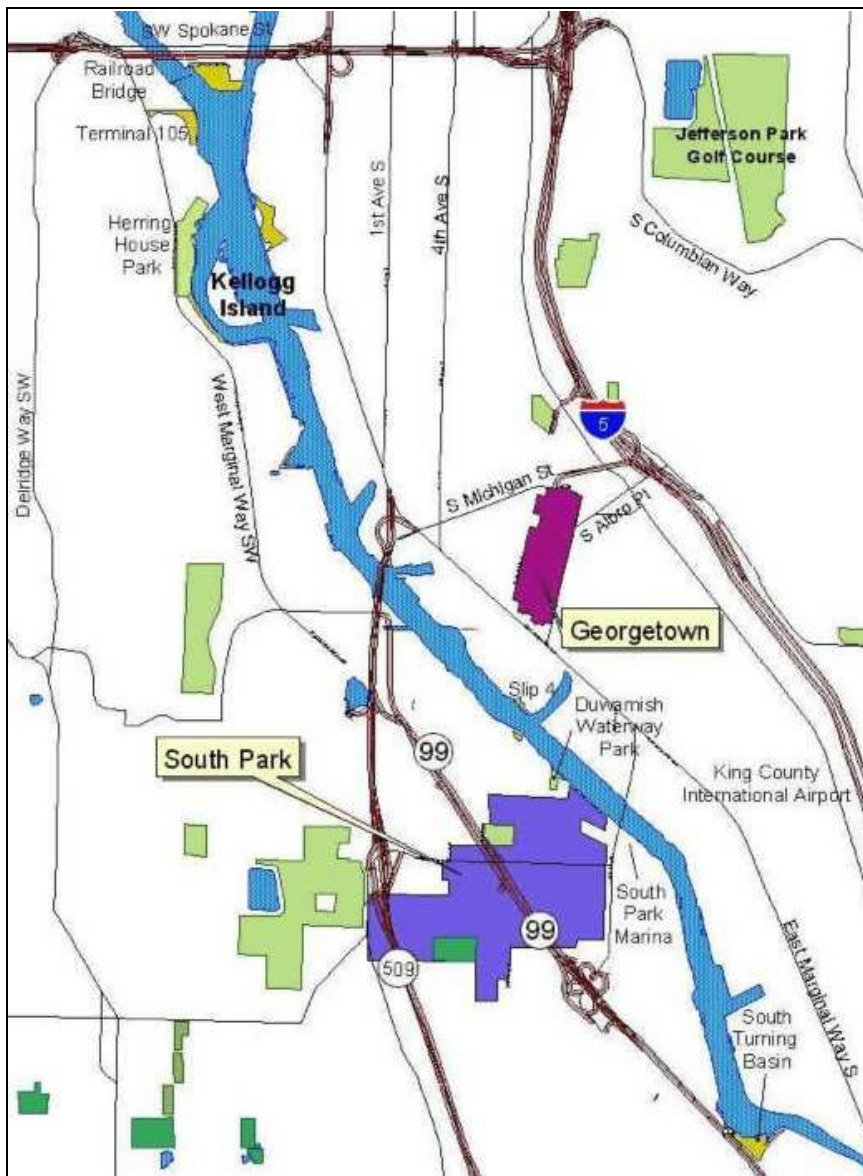 SW Spokane St
Railroad
Bridge
Terminal 105
Jefferson Park
Golf Course
1st Ave S
4th Ave S
S Columbian Way
Herring
House
Park
Kellogg
Island
Delridge Way SW
West Marginal Way SW
5
S Michigan St
S Albro Pl
Georgetown
Slip 4
Duwamish
Waterway
Park
99
South Park
King County
International Airport
South
Park
Marina
99
509
East Marginal Way S
South
Turning
Basin